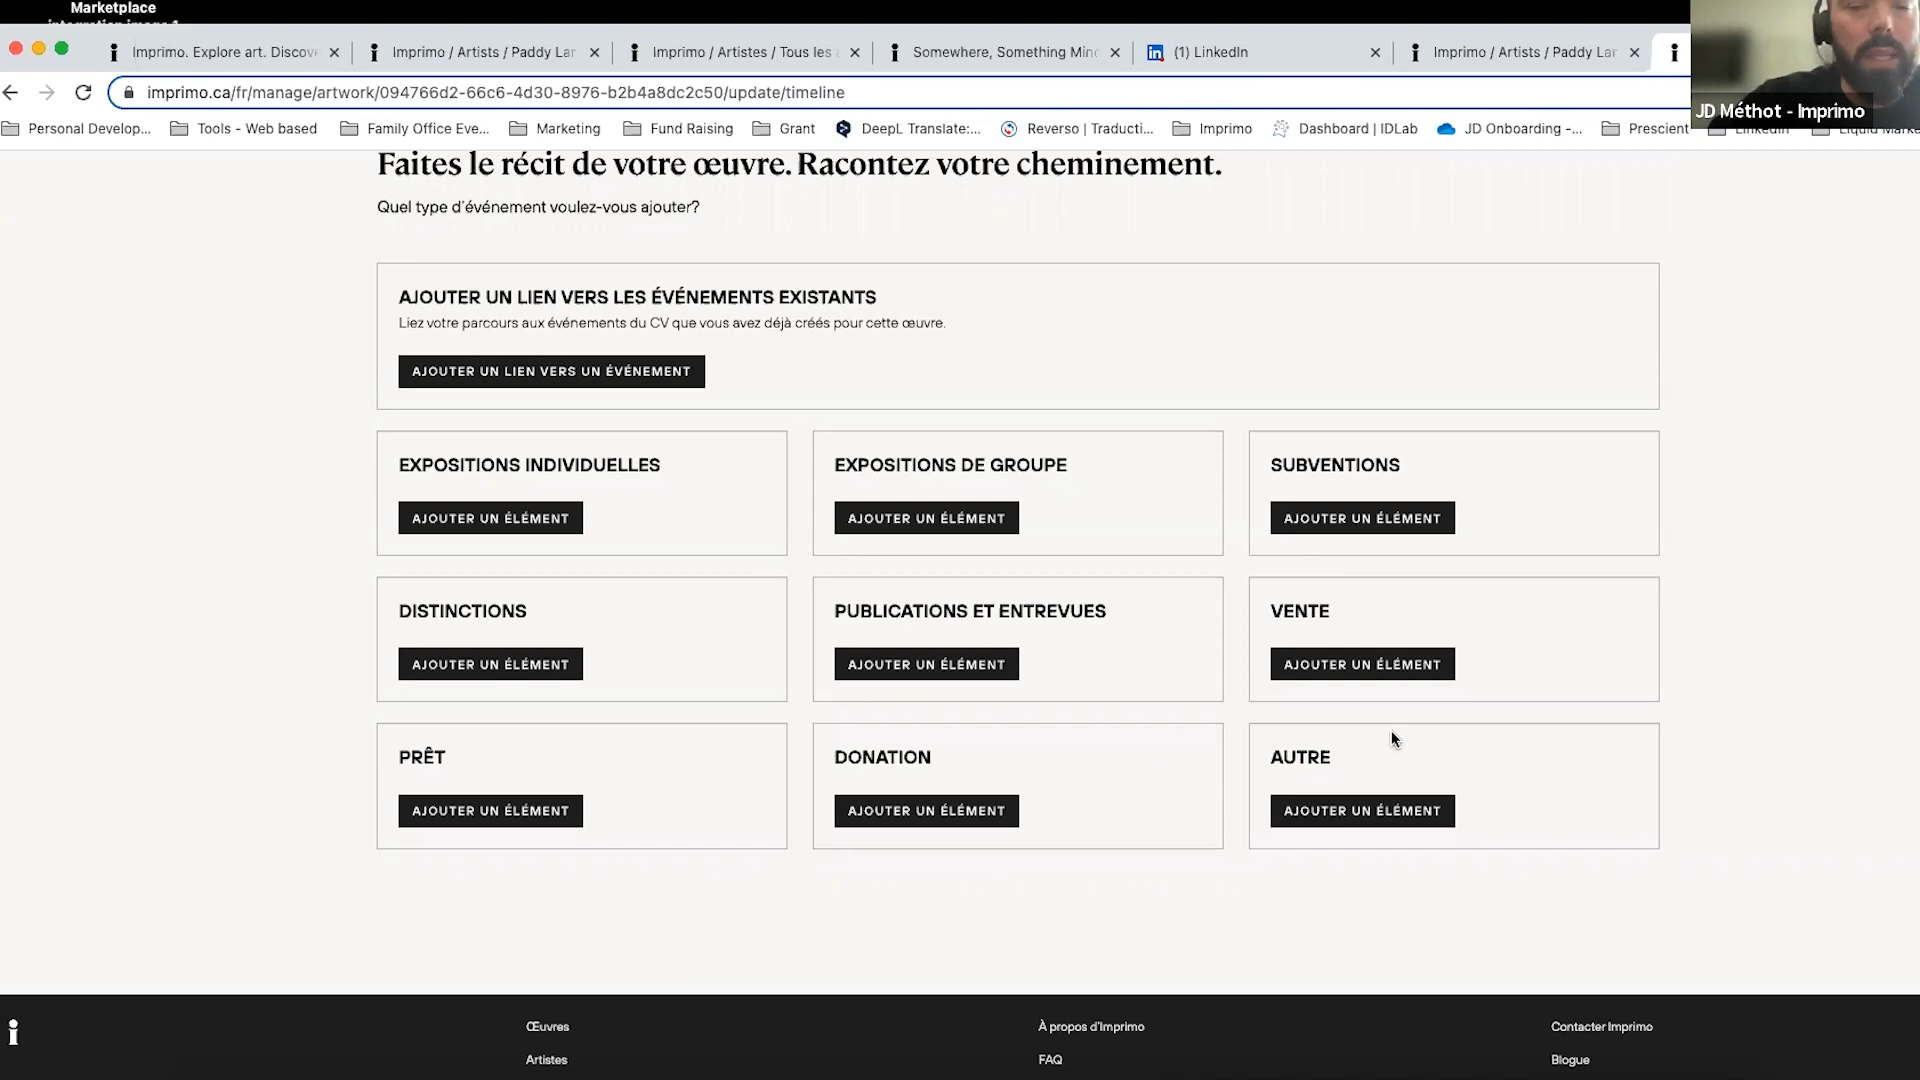 Marketplace
Imprimo. Explore art. Discov
Imprimo / Artists / Paddy Lar
Imprimo / Artistes / Tous les a
Somewhere, Something Minc
(1) LinkedIn
Imprimo / Artists / Paddy Lar
imprimo.ca/fr/manage/artwork/094766d2-66c6-4d30-8976-b2b4a8dc2c50/update/timeline
JD Méthot - Imprimo
Personal Develop...
Tools - Web based
Family Office Eve...
Marketing
Fund Raising
Grant
DeepL Translate:...
Reverso | Traducti...
Imprimo
Dashboard | IDLab
JD Onboarding -...
Prescient
Faites le récit de votre œuvre. Racontez votre cheminement.
Quel type d'événement voulez-vous ajouter?
AJOUTER UN LIEN VERS LES ÉVÉNEMENTS EXISTANTS
Liez votre parcours aux événements du CV que vous avez déjà créés pour cette œuvre.
AJOUTER UN LIEN VERS UN ÉVÉNEMENT
EXPOSITIONS INDIVIDUELLES
AJOUTER UN ÉLÉMENT
EXPOSITIONS DE GROUPE
AJOUTER UN ÉLÉMENT
SUBVENTIONS
AJOUTER UN ÉLÉMENT
DISTINCTIONS
AJOUTER UN ÉLÉMENT
PUBLICATIONS ET ENTREVUES
AJOUTER UN ÉLÉMENT
VENTE
AJOUTER UN ÉLÉMENT
PRÊT
AJOUTER UN ÉLÉMENT
DONATION
AJOUTER UN ÉLÉMENT
AUTRE
AJOUTER UN ÉLÉMENT
Œuvres
À propos d'Imprimo
Contacter Imprimo
Artistes
FAQ
Blogue